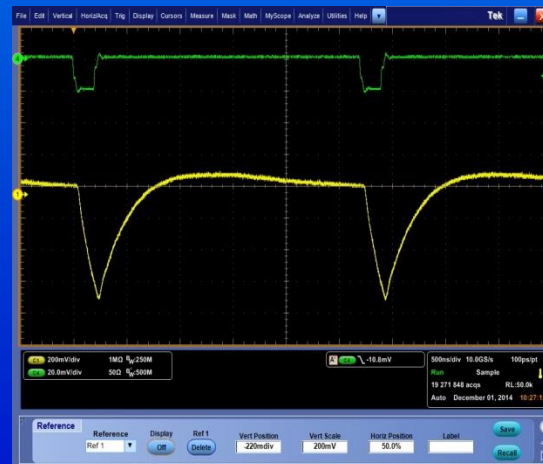 File Edit Vertical Horiz/Acq Trig Display Cursors Measure Mask Math MyScope Analyze Utilities Help Tek
4
1
C1 200mV/div 1MΩ BW:250M
C4 20.0mV/div 50Ω BW:500M
A' C4 -10.8mV
500ns/div 10.0GS/s 100ps/pt
Run Sample
19 271 848 acqs RL:50.0k
Auto December 01, 2014
Reference
Reference Display Ref 1 Vert Position Vert Scale Horiz Position Label
Ref 1 Off Delete -220mdiv 200mV 50.0%
Save
Recall